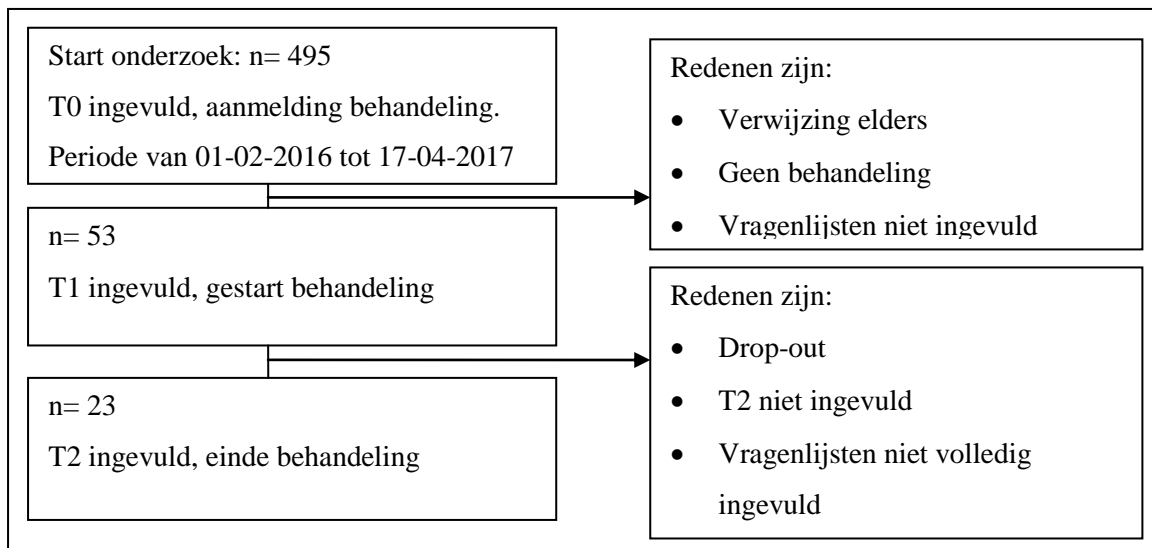 Start onderzoek: n= 495
T0 ingevuld, aanmelding behandeling.
Periode van 01-02-2016 tot 17-04-2017
Redenen zijn:
• Verwijzing elders
• Geen behandeling
• Vragenlijsten niet ingevuld
n= 53
T1 ingevuld, gestart behandeling
Redenen zijn:
• Drop-out
• T2 niet ingevuld
• Vragenlijsten niet volledig
ingevuld
n= 23
T2 ingevuld, einde behandeling